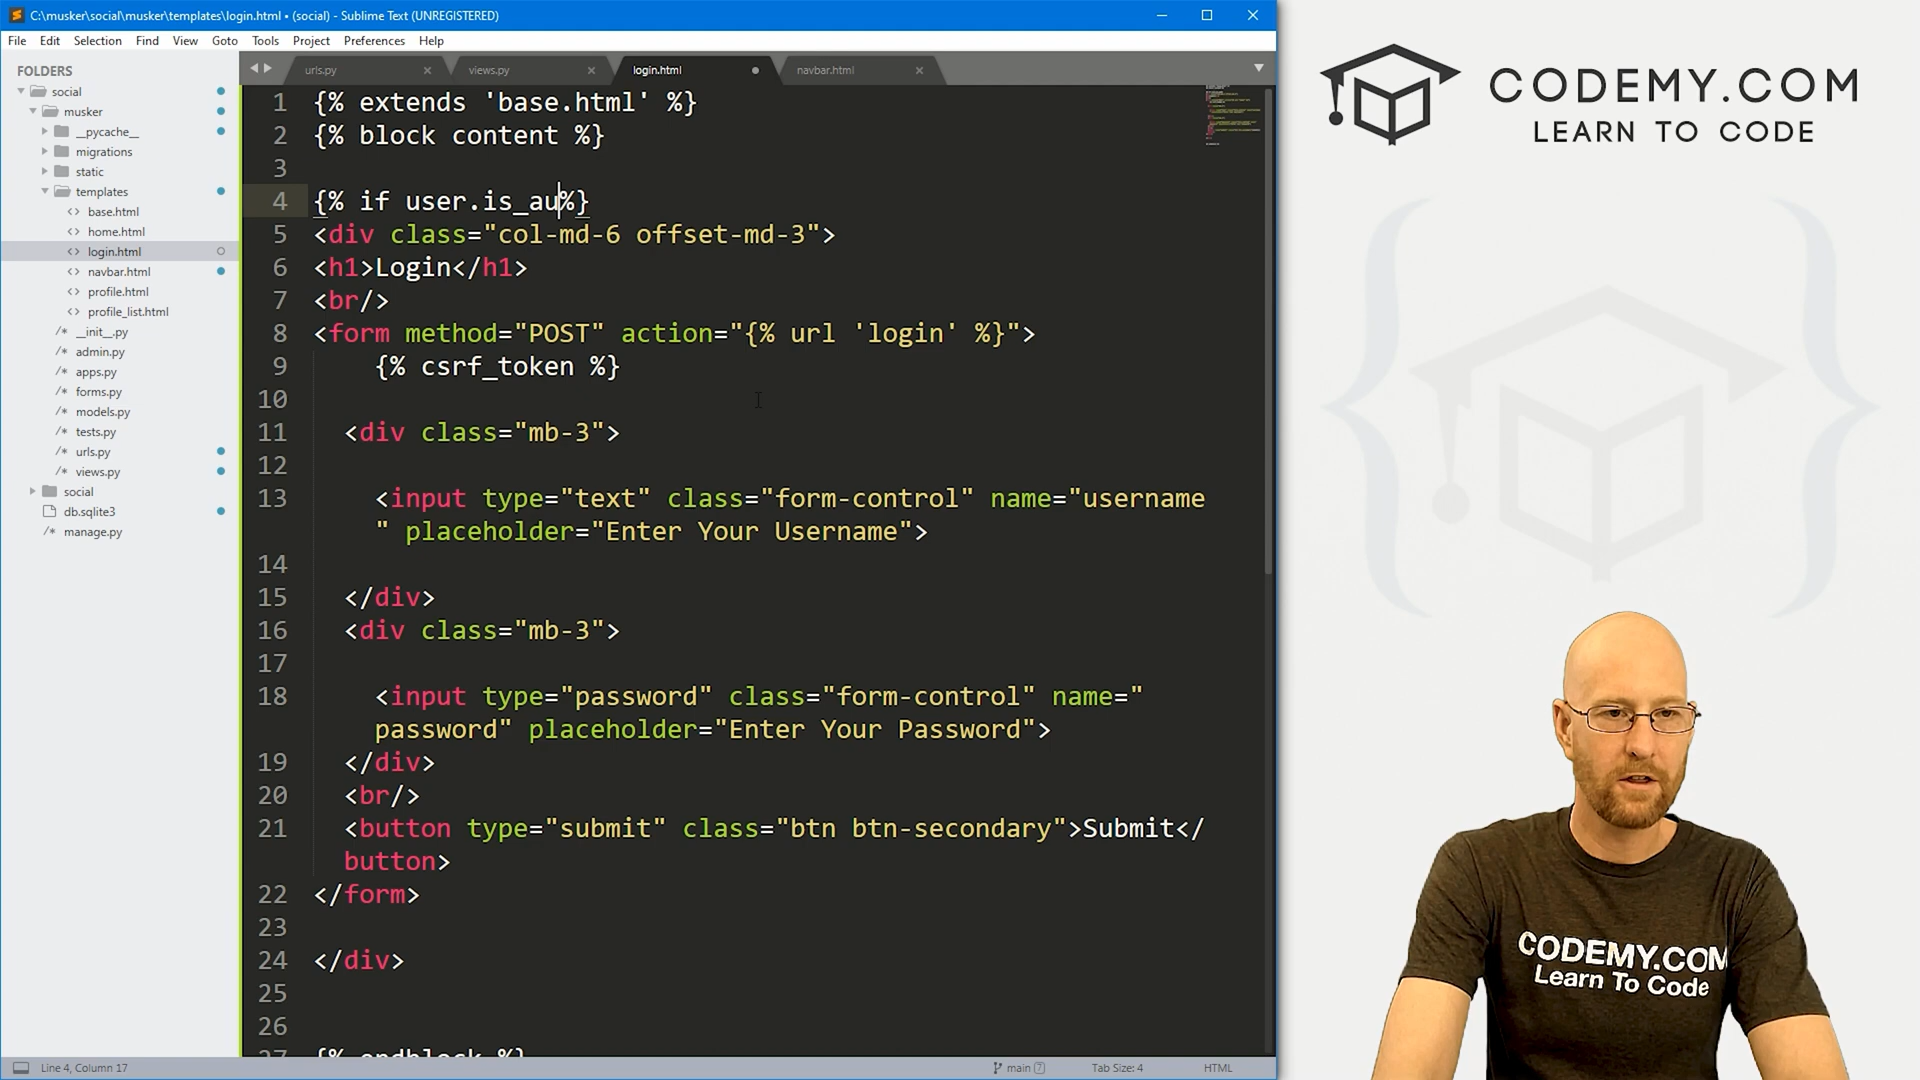 C:\musker\social\musker\templates\login.html • (social) - Sublime Text (UNREGISTERED)
File Edit Selection Find View Goto Tools Project Preferences Help
FOLDERS
social
musker
__pycache__
migrations
static
templates
base.html
home.html
login.html
navbar.html
profile.html
profile_list.html
__init__.py
admin.py
apps.py
forms.py
models.py
tests.py
urls.py
views.py
social
db.sqlite3
manage.py
urls.py views.py login.html navbar.html
1 {% extends 'base.html' %}
2 {% block content %}
3
4 {% if user.is_au%}
5 <div class="col-md-6 offset-md-3">
6 <h1>Login</h1>
7 <br/>
8 <form method="POST" action="{% url 'login' %}">
9 {% csrf_token %}
10
11 <div class="mb-3">
12
13 <input type="text" class="form-control" name="username
" placeholder="Enter Your Username">
14
15 </div>
16 <div class="mb-3">
17
18 <input type="password" class="form-control" name="
password" placeholder="Enter Your Password">
19 </div>
20 <br/>
21 <button type="submit" class="btn btn-secondary">Submit</
button>
22 </form>
23
24 </div>
25
26
27 {% endblock %}
Line 4, Column 17 main 7 Tab Size: 4 HTML
CODEMY.COM
LEARN TO CODE
CODEMY.COM
Learn To Code